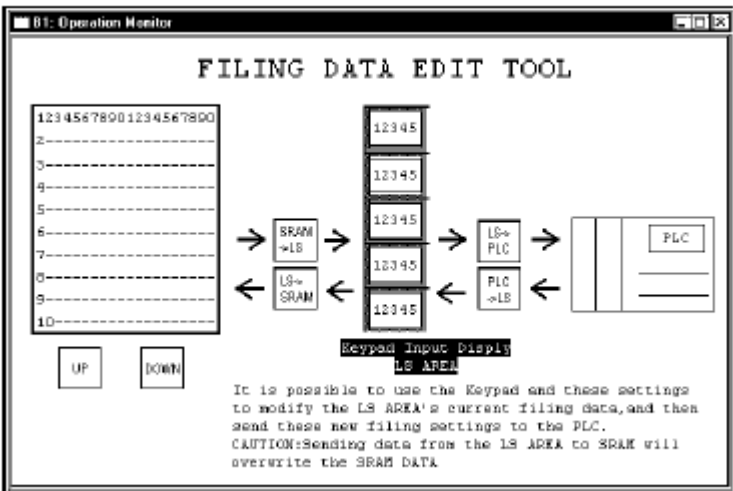 B1: Operation Monitor
FILING DATA EDIT TOOL
12345678901234567890
2------------------
3------------------
4------------------
5------------------
6------------------
7------------------
8------------------
9------------------
10-----------------
UP
DOWN
SRAM
->LS
LS->
SRAM
12345
12345
12345
12345
12345
Keypad Input Disply
LS AREA
LS->
PLC
PLC
->LS
PLC
It is possible to use the Keypad and these settings
to modify the LS AREA's current filing data,and then
send these new filing settings to the PLC.
CAUTION:Sending data from the LS AREA to SRAM will
overwrite the SRAM DATA